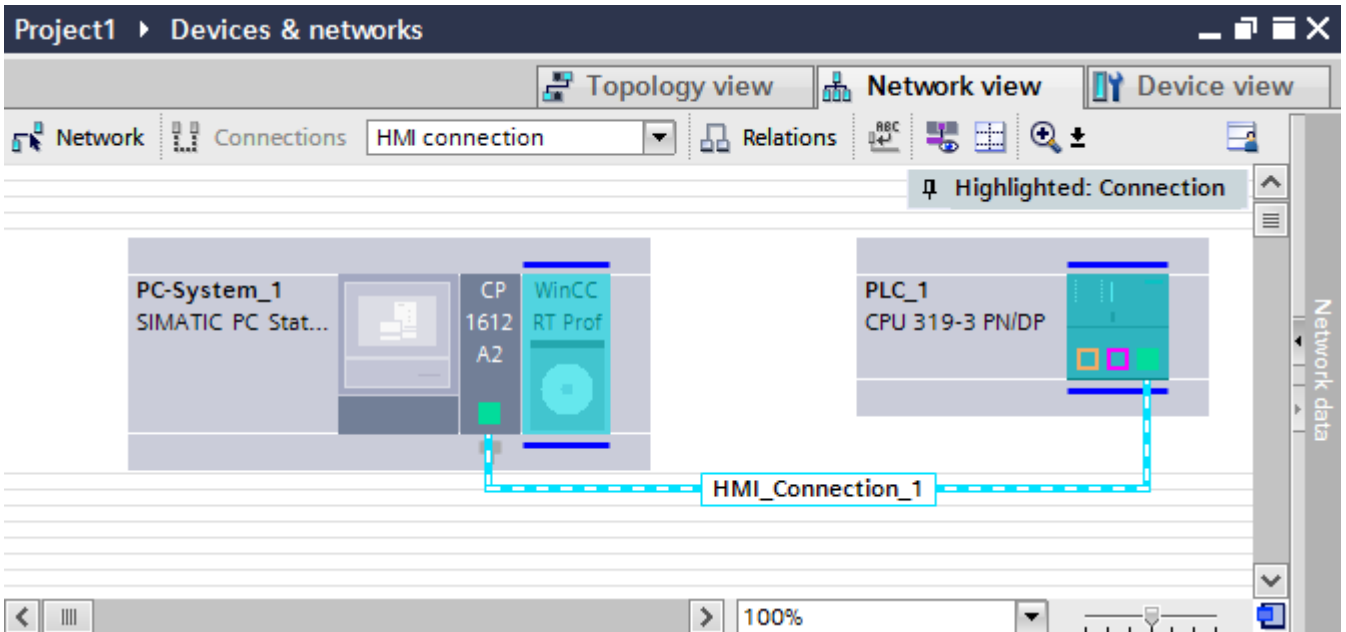 Project1 ▸ Devices & networks
Topology view Network view Device view
Network Connections HMI connection Relations
Highlighted: Connection
PC-System_1
SIMATIC PC Stat...
CP
1612
A2
WinCC
RT Prof
PLC_1
CPU 319-3 PN/DP
HMI_Connection_1
Network data
100%